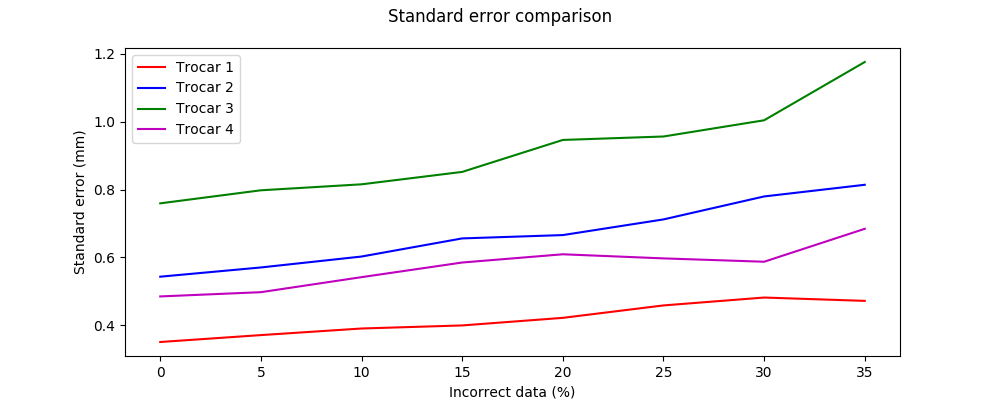 Standard error comparison
1.2
1.0
0.8
0.6
0.4
Standard error (mm)
Trocar 1
Trocar 2
Trocar 3
Trocar 4
0 5 10 15 20 25 30 35
Incorrect data (%)